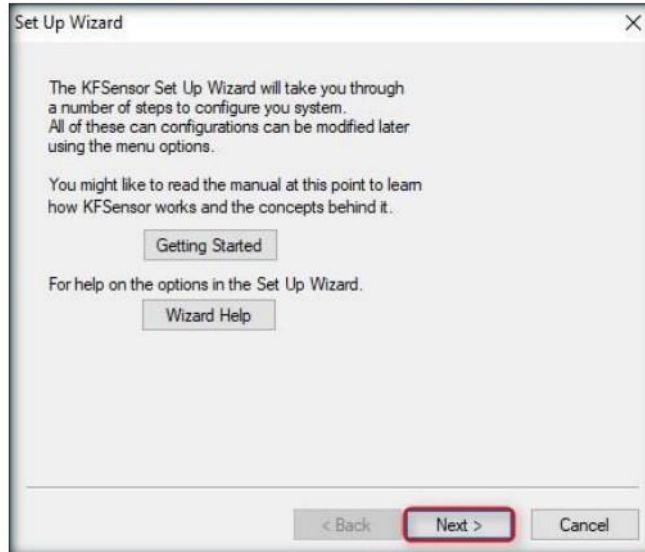 Set Up Wizard
The KFSensor Set Up Wizard will take you through
a number of steps to configure you system.
All of these can configurations can be modified later
using the menu options.
You might like to read the manual at this point to learn
how KFSensor works and the concepts behind it.
Getting Started
For help on the options in the Set Up Wizard.
Wizard Help
< Back Next > Cancel